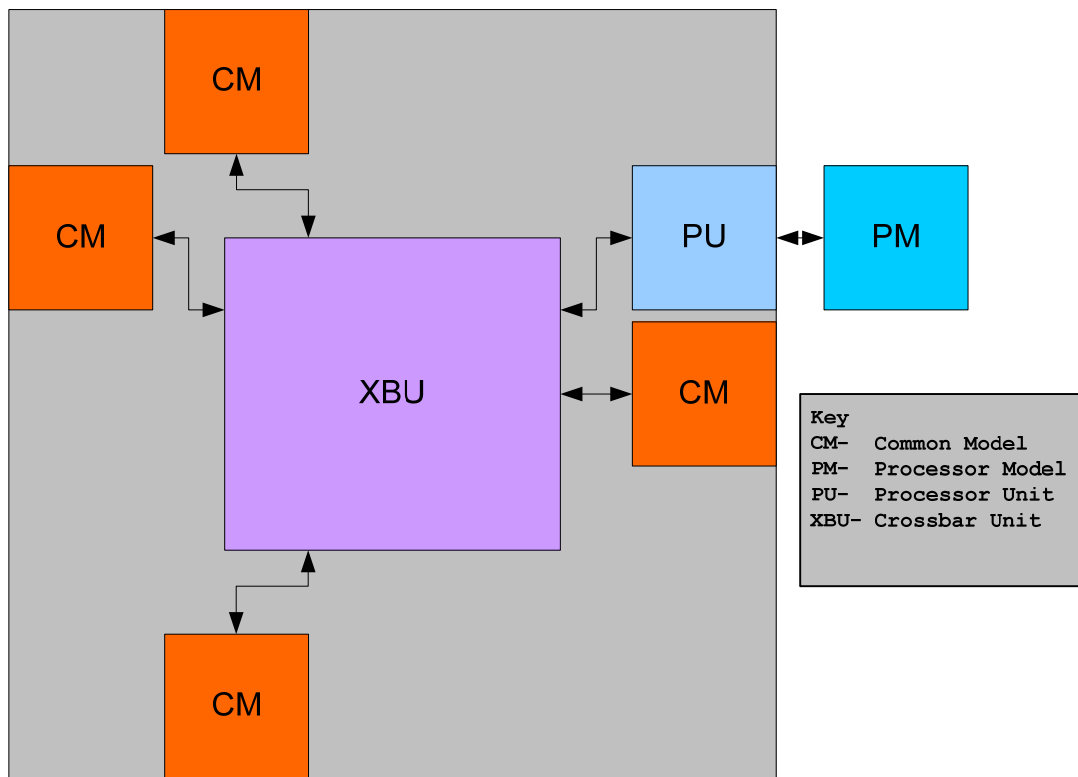 CM
CM
PU
PM
XBU
CM
CM
Key
CM- Common Model
PM- Processor Model
PU- Processor Unit
XBU- Crossbar Unit